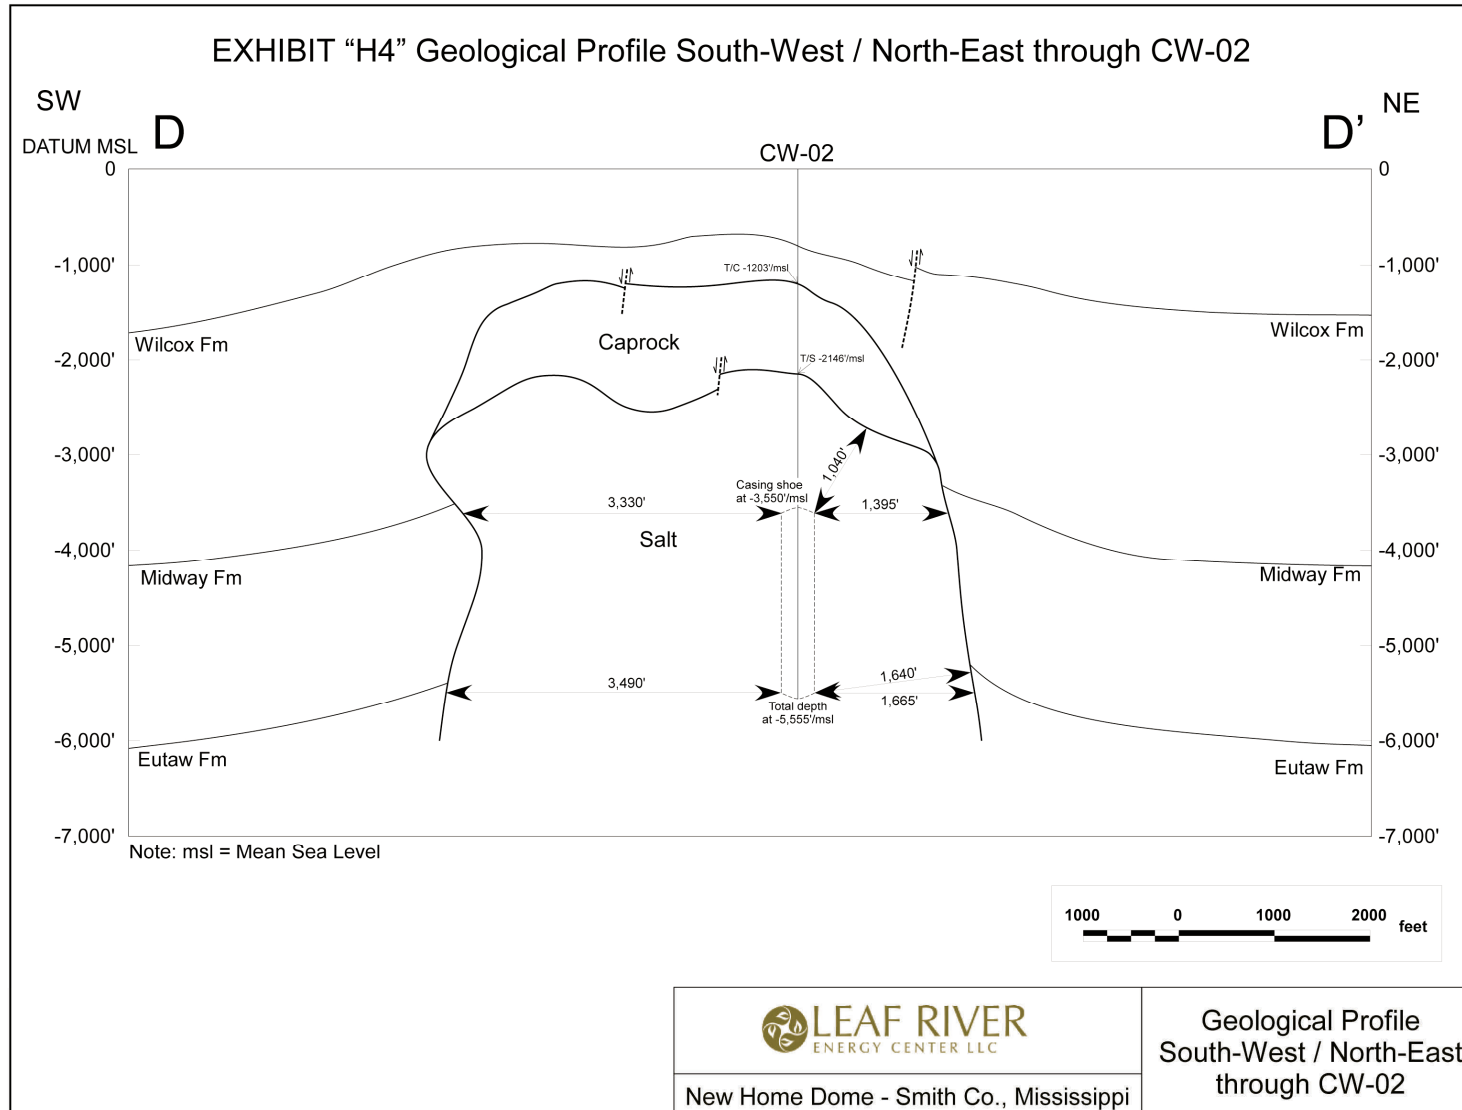 EXHIBIT “H4” Geological Profile South-West / North-East through CW-02
SW
NE
DATUM MSL
D
D’
CW-02
0
0
-1,000'
-1,000'
T/C -1203'/msl
Wilcox Fm
Wilcox Fm
Caprock
-2,000'
-2,000'
T/S -2146'/msl
-3,000'
-3,000'
1,040'
Casing shoe
at -3,550'/msl
3,330'
1,395'
Salt
-4,000'
-4,000'
Midway Fm
Midway Fm
-5,000'
-5,000'
3,490'
1,640'
1,665'
Total depth
at -5,555'/msl
-6,000'
-6,000'
Eutaw Fm
Eutaw Fm
-7,000'
-7,000'
Note: msl = Mean Sea Level
1000 0 1000 2000 feet
LEAF RIVER
ENERGY CENTER LLC
New Home Dome - Smith Co., Mississippi
Geological Profile
South-West / North-East
through CW-02